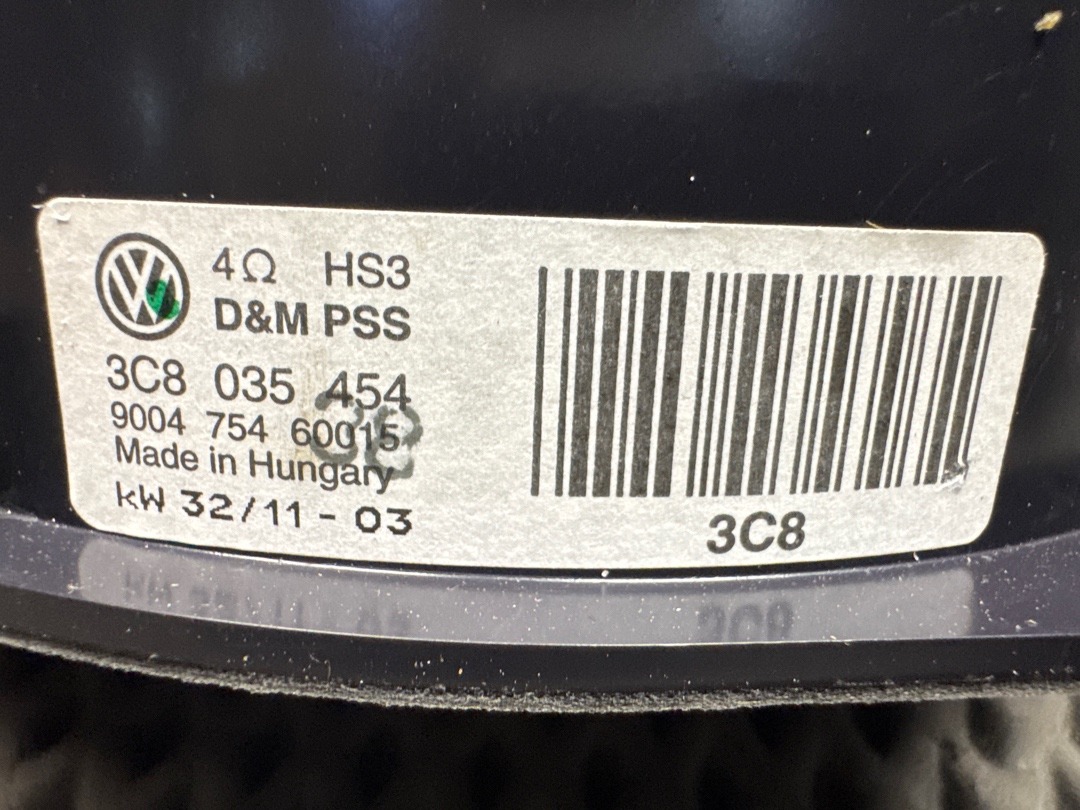 4Ω HS3
D&M PSS
3C8 035 454
9004 754 60015
Made in Hungary
kW 32/11 - 03
3C8